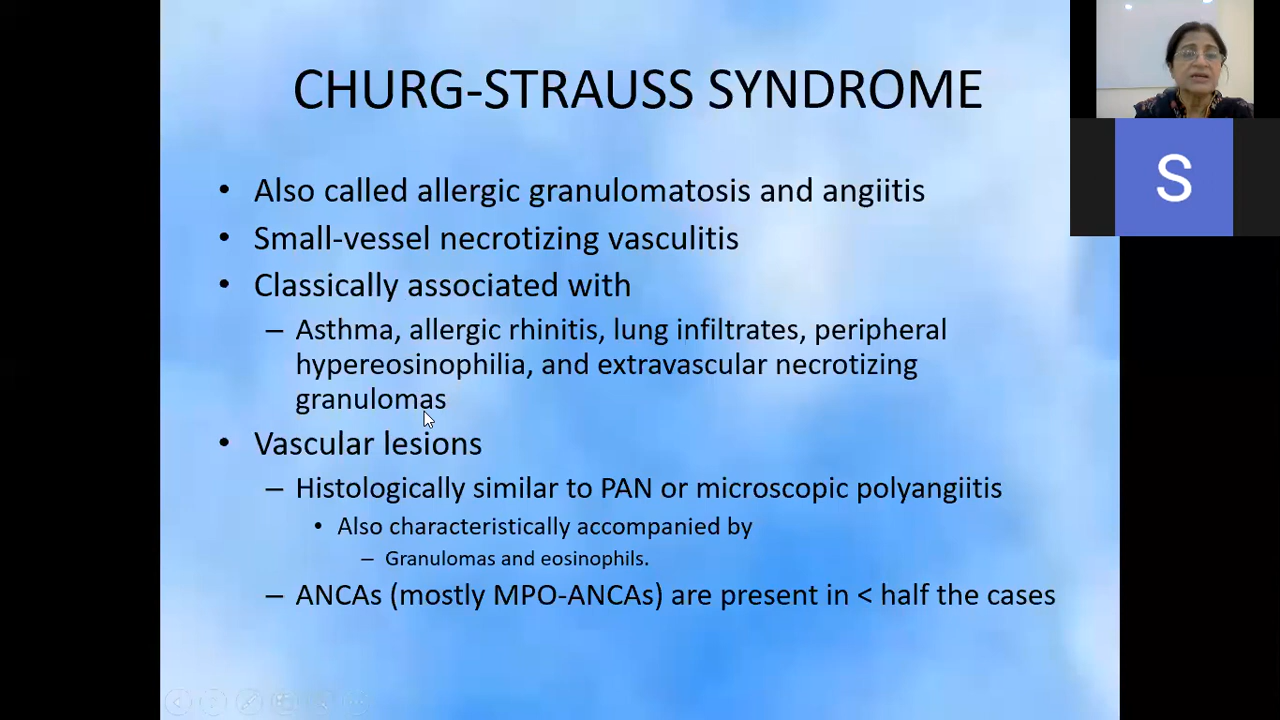 CHURG-STRAUSS SYNDROME
• Also called allergic granulomatosis and angiitis
• Small-vessel necrotizing vasculitis
• Classically associated with
– Asthma, allergic rhinitis, lung infiltrates, peripheral
hypereosinophilia, and extravascular necrotizing
granulomas
• Vascular lesions
– Histologically similar to PAN or microscopic polyangiitis
• Also characteristically accompanied by
– Granulomas and eosinophils.
– ANCAs (mostly MPO-ANCAs) are present in < half the cases
S